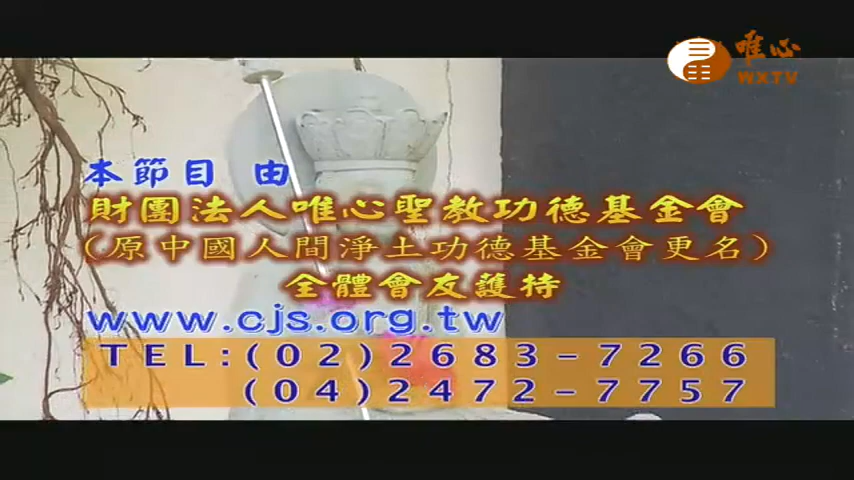 唯心
WXTV
本節目 由
財團法人唯心聖教功德基金會
(原中國人間淨土功德基金會更名)
全體會友護持
www.cjs.org.tw
TEL:(02)2683-7266
(04)2472-7757